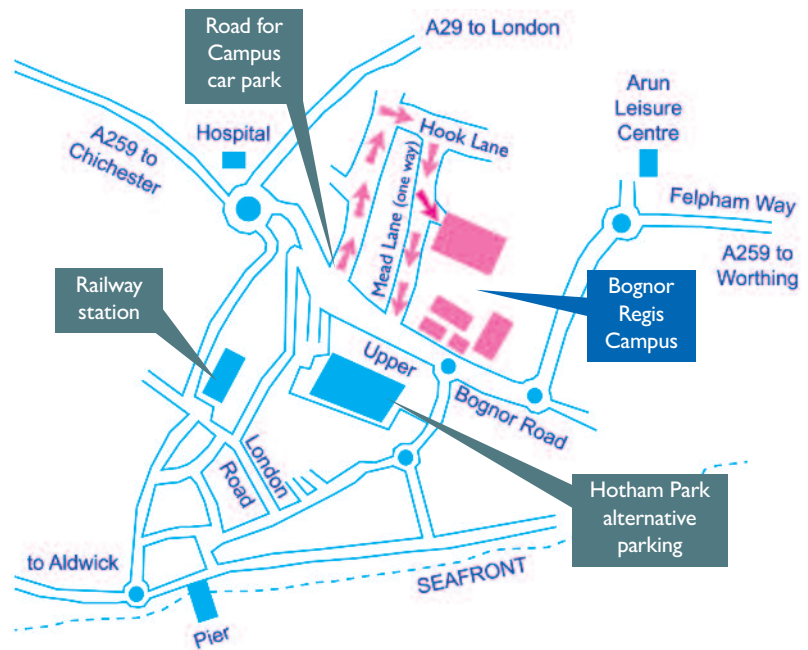 Road for
Campus
car park
A29 to London
Arun
Leisure
Centre
Hospital
A259 to
Chichester
Hook Lane
Mead Lane (one way)
Felpham Way
A259 to
Worthing
Railway
station
Bognor
Regis
Campus
Upper
Bognor Road
London
Road
Hotham Park
alternative
parking
to Aldwick
SEAFRONT
Pier